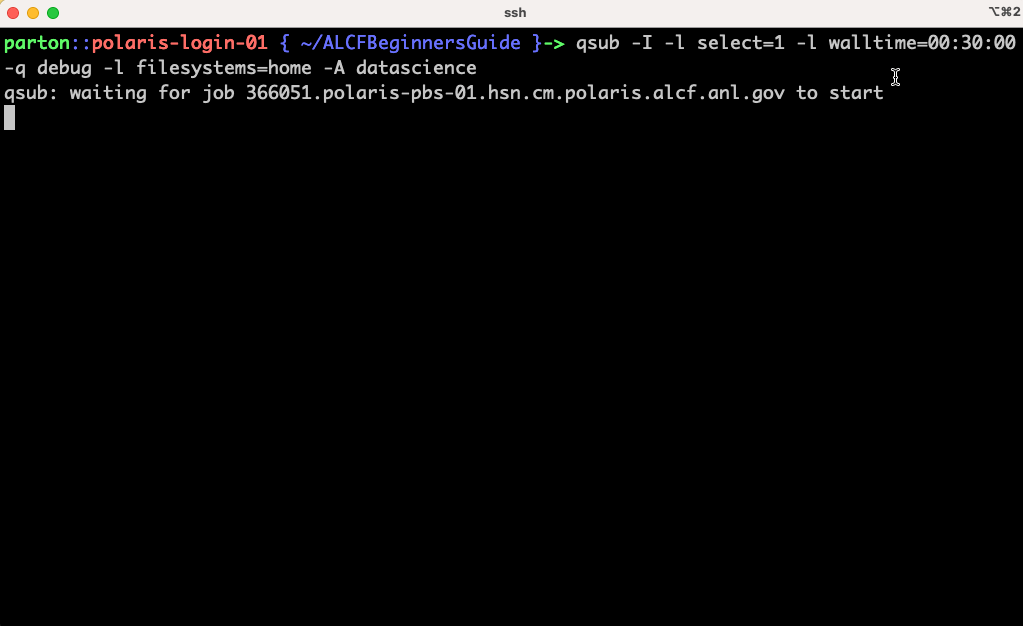 ssh
⌥⌘2
parton::polaris-login-01 { ~/ALCFBeginnersGuide }-> qsub -I -l select=1 -l walltime=00:30:00
-q debug -l filesystems=home -A datascience
qsub: waiting for job 366051.polaris-pbs-01.hsn.cm.polaris.alcf.anl.gov to start